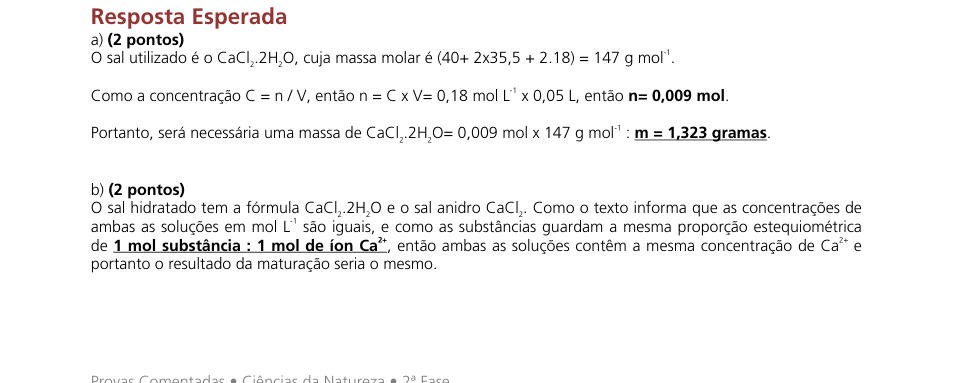 Resposta Esperada
a) (2 pontos)
O sal utilizado é o CaCl₂.2H₂O, cuja massa molar é (40+ 2x35,5 + 2.18) = 147 g mol⁻¹.
Como a concentração C = n / V, então n = C x V= 0,18 mol L⁻¹ x 0,05 L, então n= 0,009 mol.
Portanto, será necessária uma massa de CaCl₂.2H₂O= 0,009 mol x 147 g mol⁻¹ : m = 1,323 gramas.
b) (2 pontos)
O sal hidratado tem a fórmula CaCl₂.2H₂O e o sal anidro CaCl₂. Como o texto informa que as concentrações de
ambas as soluções em mol L⁻¹ são iguais, e como as substâncias guardam a mesma proporção estequiométrica
de 1 mol substância : 1 mol de íon Ca²⁺, então ambas as soluções contêm a mesma concentração de Ca²⁺ e
portanto o resultado da maturação seria o mesmo.
Provas Comentadas • Ciências da Natureza • 2ª Fase